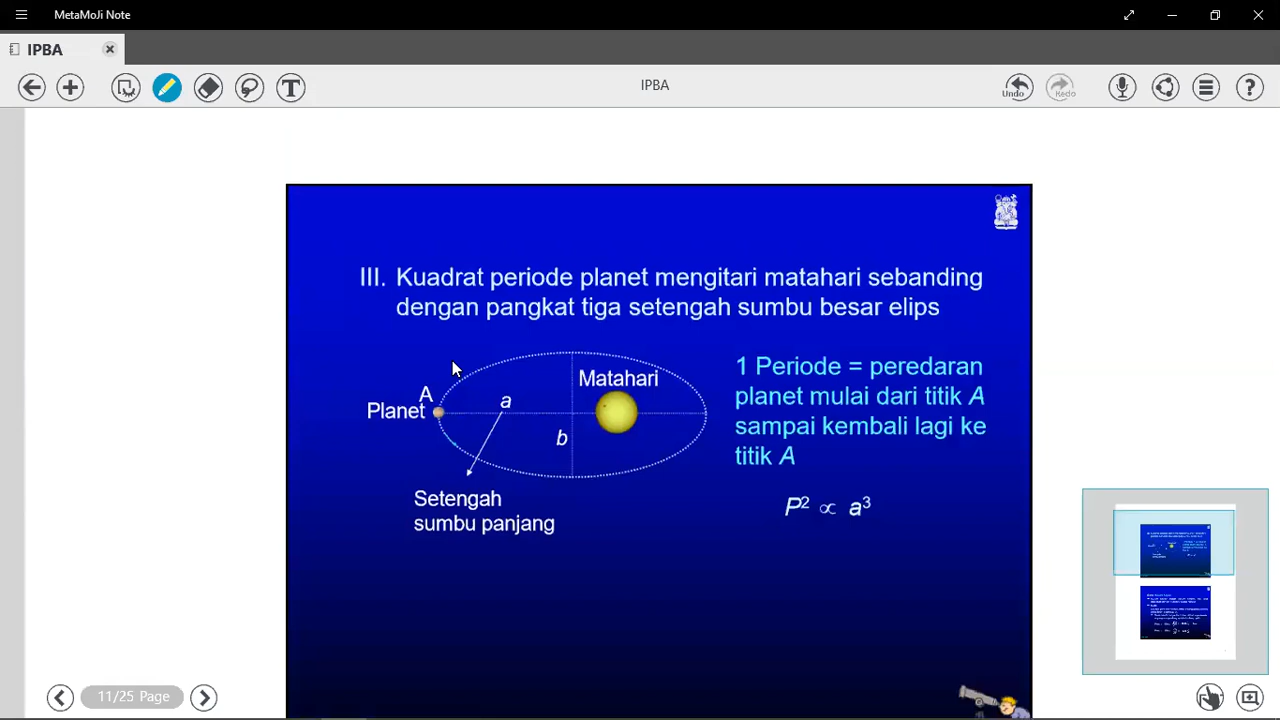 MetaMoJi Note
IPBA
IPBA
Undo
Redo
III. Kuadrat periode planet mengitari matahari sebanding
dengan pangkat tiga setengah sumbu besar elips
A
Planet
a
b
Matahari
Setengah
sumbu panjang
1 Periode = peredaran
planet mulai dari titik A
sampai kembali lagi ke
titik A
P² ∝ a³
11/25 Page